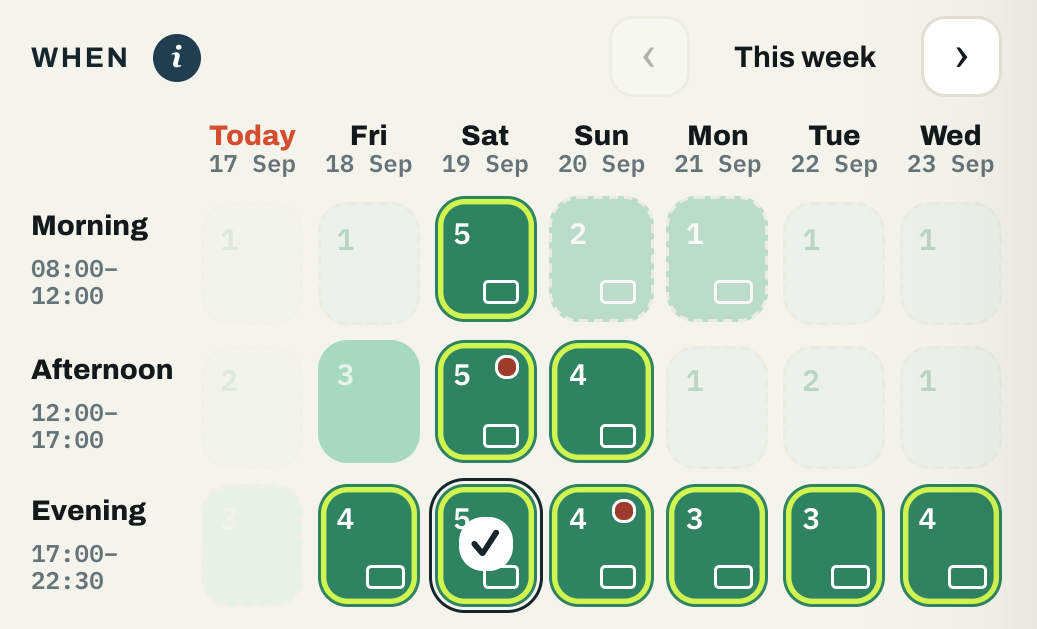 WHEN i ‹ This week ›
Today Fri Sat Sun Mon Tue Wed
17 Sep 18 Sep 19 Sep 20 Sep 21 Sep 22 Sep 23 Sep
Morning
08:00–
12:00
1 1 5 2 1 1 1
Afternoon
12:00–
17:00
2 3 5 4 1 2 1
Evening
17:00–
22:30
3 4 5 4 3 3 4